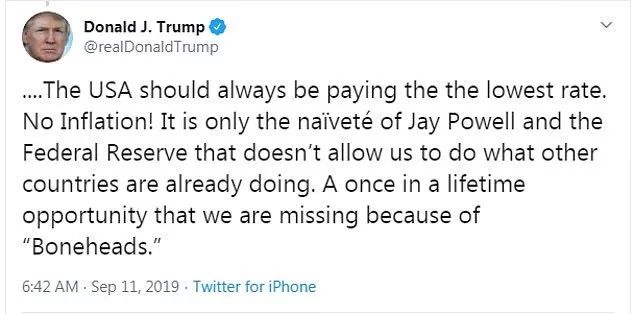 Donald J. Trump
@realDonaldTrump
....The USA should always be paying the the lowest rate.
No Inflation! It is only the naïveté of Jay Powell and the
Federal Reserve that doesn’t allow us to do what other
countries are already doing. A once in a lifetime
opportunity that we are missing because of
“Boneheads.”
6:42 AM · Sep 11, 2019 · Twitter for iPhone